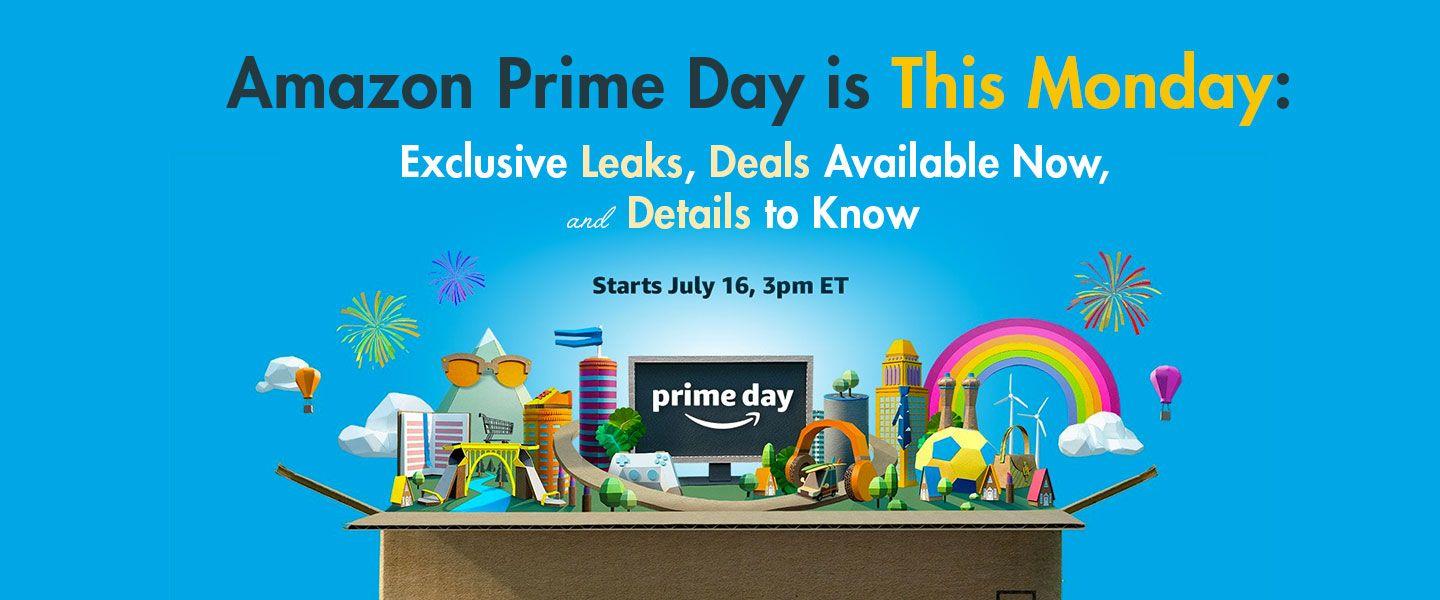 Amazon Prime Day is This Monday:
Exclusive Leaks, Deals Available Now,
and Details to Know
Starts July 16, 3pm ET
prime day